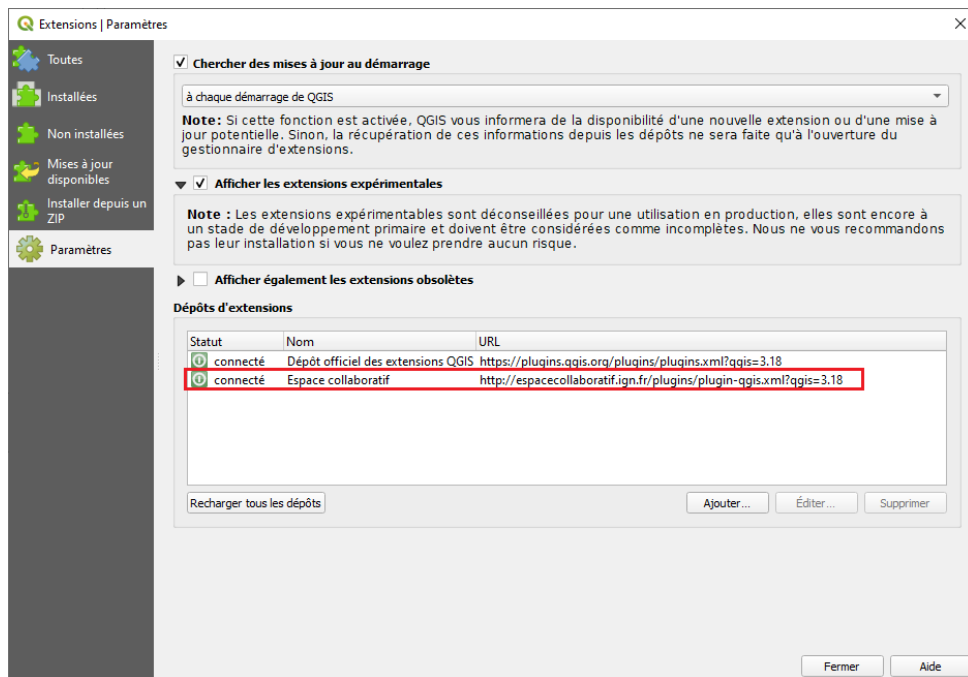 Extensions | Paramètres
Toutes
Installées
Non installées
Mises à jour
disponibles
Installer depuis un
ZIP
Paramètres
Chercher des mises à jour au démarrage
à chaque démarrage de QGIS
Note: Si cette fonction est activée, QGIS vous informera de la disponibilité d'une nouvelle extension ou d'une mise à
jour potentielle. Sinon, la récupération de ces informations depuis les dépôts ne sera faite qu'à l'ouverture du
gestionnaire d'extensions.
Afficher les extensions expérimentales
Note : Les extensions expérimentables sont déconseillées pour une utilisation en production, elles sont encore à
un stade de développement primaire et doivent être considérées comme incomplètes. Nous ne vous recommandons
pas leur installation si vous ne voulez prendre aucun risque.
Afficher également les extensions obsolètes
Dépôts d'extensions
Statut Nom URL
connecté Dépôt officiel des extensions QGIS https://plugins.qgis.org/plugins/plugins.xml?qgis=3.18
connecté Espace collaboratif http://espacecollaboratif.ign.fr/plugins/plugin-qgis.xml?qgis=3.18
Recharger tous les dépôts Ajouter... Éditer... Supprimer
Fermer Aide